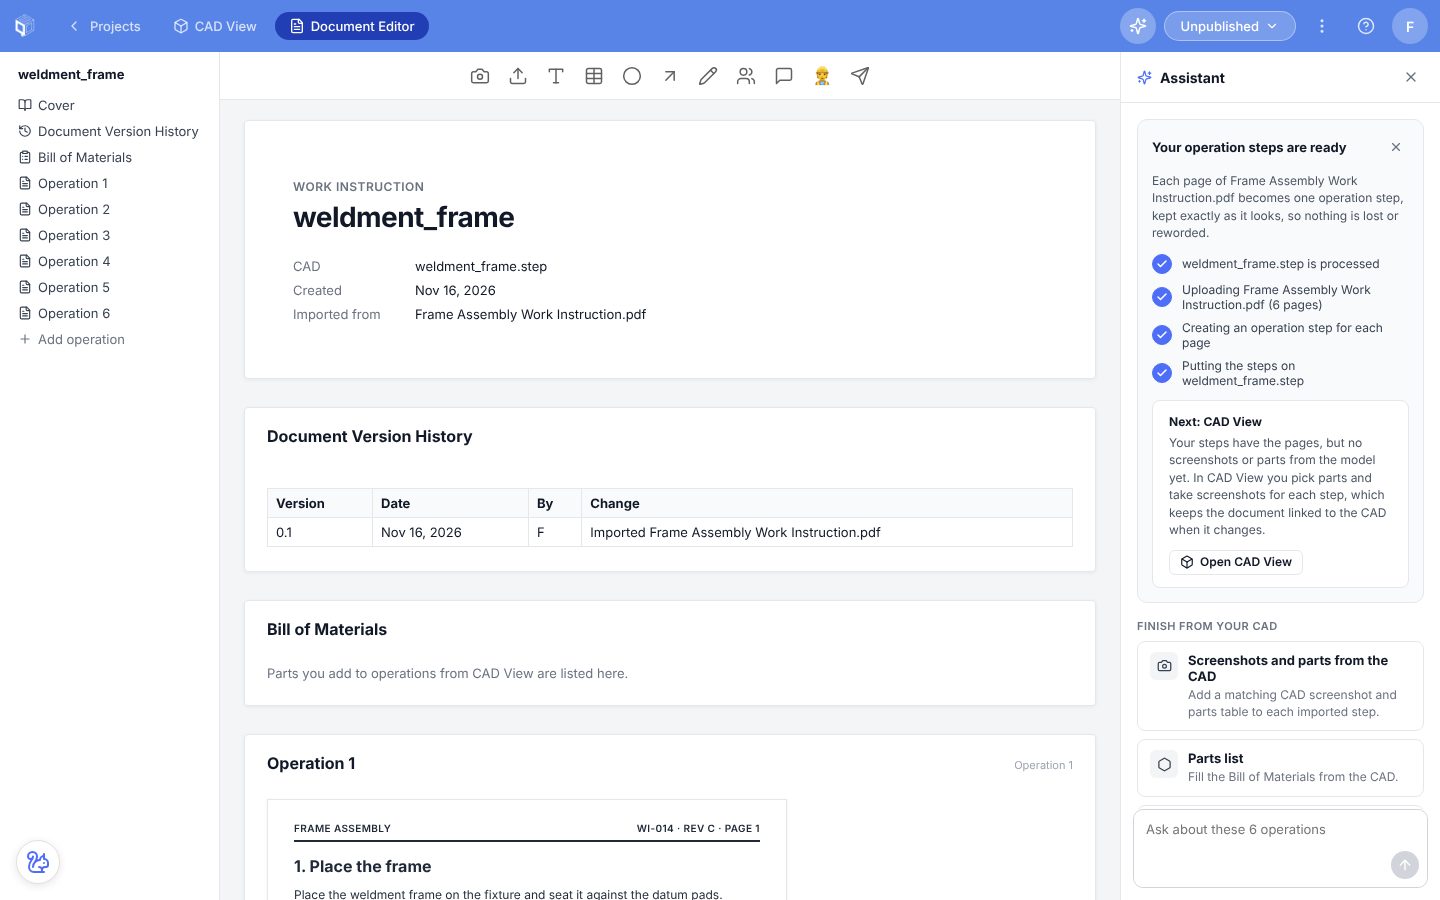 Projects
CAD View
Document Editor
Unpublished
F
weldment_frame
Cover
Document Version History
Bill of Materials
Operation 1
Operation 2
Operation 3
Operation 4
Operation 5
Operation 6
Add operation
WORK INSTRUCTION
weldment_frame
CAD weldment_frame.step
Created Nov 16, 2026
Imported from Frame Assembly Work Instruction.pdf
Document Version History
Version Date By Change
0.1 Nov 16, 2026 F Imported Frame Assembly Work Instruction.pdf
Bill of Materials
Parts you add to operations from CAD View are listed here.
Operation 1
Operation 1
FRAME ASSEMBLY
WI-014 · REV C · PAGE 1
1. Place the frame
Place the weldment frame on the fixture and seat it against the datum pads.
Assistant
Your operation steps are ready
Each page of Frame Assembly Work
Instruction.pdf becomes one operation step,
kept exactly as it looks, so nothing is lost or
reworded.
weldment_frame.step is processed
Uploading Frame Assembly Work
Instruction.pdf (6 pages)
Creating an operation step for each
page
Putting the steps on
weldment_frame.step
Next: CAD View
Your steps have the pages, but no
screenshots or parts from the model
yet. In CAD View you pick parts and
take screenshots for each step, which
keeps the document linked to the CAD
when it changes.
Open CAD View
FINISH FROM YOUR CAD
Screenshots and parts from the
CAD
Add a matching CAD screenshot and
parts table to each imported step.
Parts list
Fill the Bill of Materials from the CAD.
Ask about these 6 operations